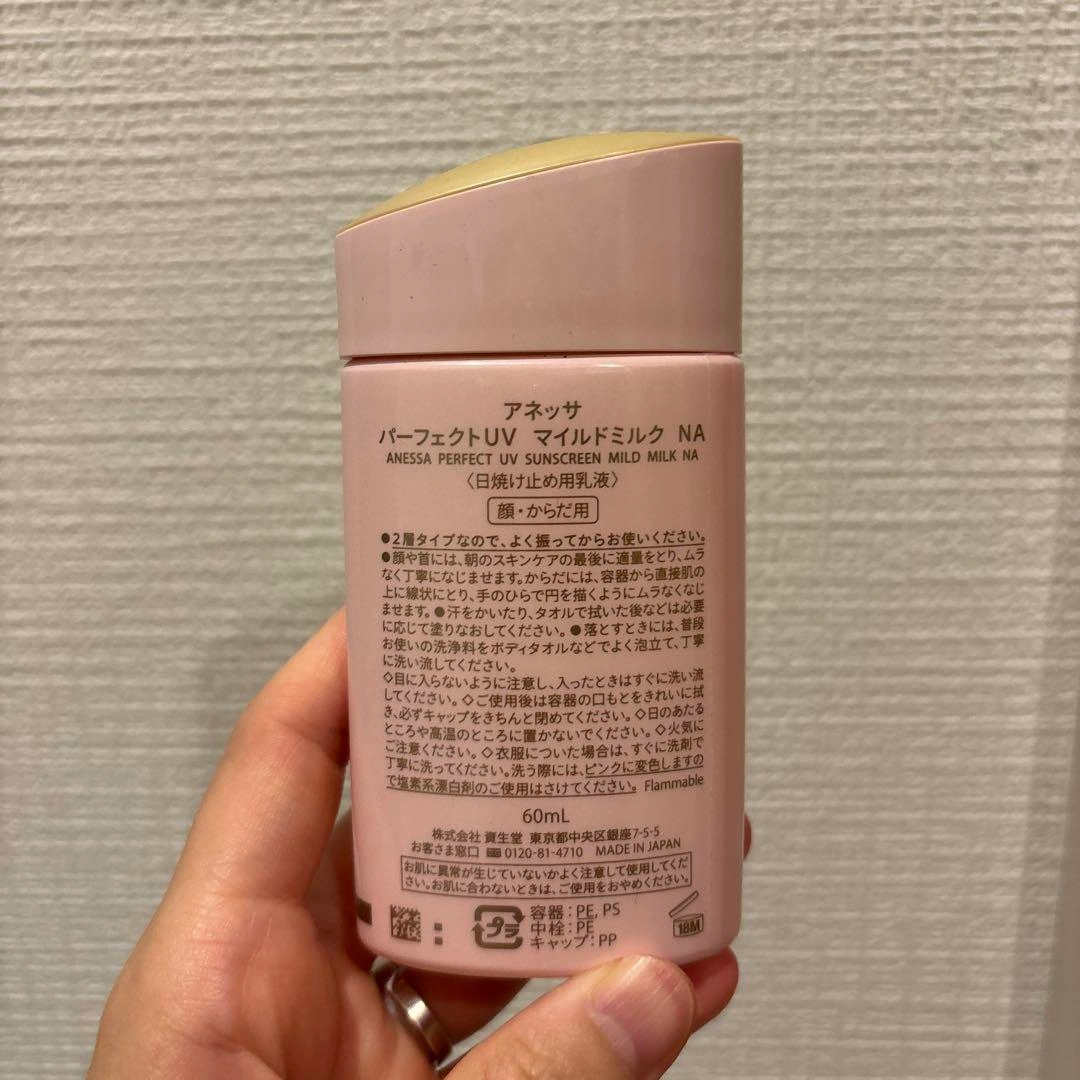 アネッサ
パーフェクトUV マイルドミルク NA
ANESSA PERFECT UV SUNSCREEN MILD MILK NA
〈日焼け止め用乳液〉
顔・からだ用
●2層タイプなので、よく振ってからお使いください。
●顔や首には、朝のスキンケアの最後に適量をとり、ムラ
なく丁寧になじませます。からだには、容器から直接肌の
上に線状にとり、手のひらで円を描くようにムラなくなじ
ませます。●汗をかいたり、タオルで拭いた後などは必要
に応じて塗りなおしてください。●落とすときには、普段
お使いの洗浄料をボディタオルなどでよく泡立て、丁寧
に洗い流してください。
◇目に入らないように注意し、入ったときはすぐに洗い流
してください。◇ご使用後は容器の口もとをきれいに拭
き、必ずキャップをきちんと閉めてください。◇日のあたる
ところや高温のところに置かないでください。◇火気に
ご注意ください。◇衣服についた場合は、すぐに洗剤で
丁寧に洗ってください。洗う際には、ピンクに変色しますの
で塩素系漂白剤のご使用はさけてください。 Flammable
60mL
株式会社 資生堂 東京都中央区銀座7-5-5
お客さま窓口 0120-81-4710 MADE IN JAPAN
お肌に異常が生じていないかよく注意して使用してくだ
さい。お肌に合わないときは、ご使用をおやめください。
プラ
容器:PE, PS
中栓:PE
キャップ:PP
18M